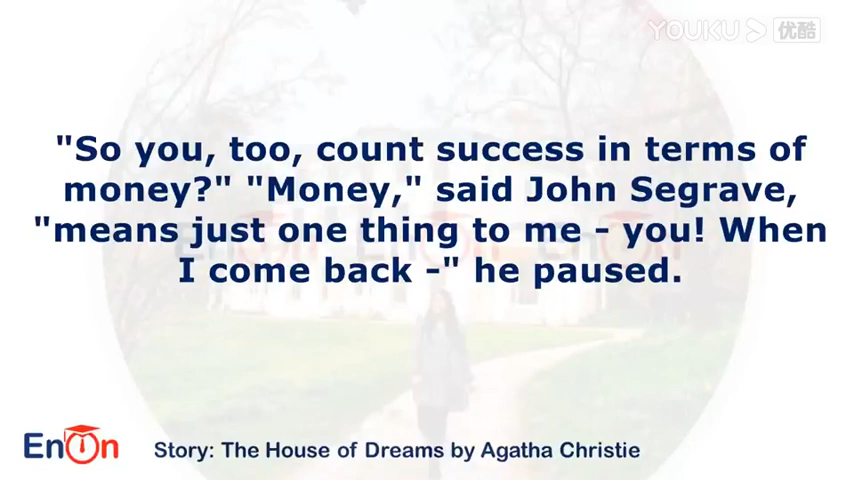 YOUKU 优酷
"So you, too, count success in terms of
money?" "Money," said John Segrave,
"means just one thing to me - you! When
I come back -" he paused.
EnOn
Story: The House of Dreams by Agatha Christie